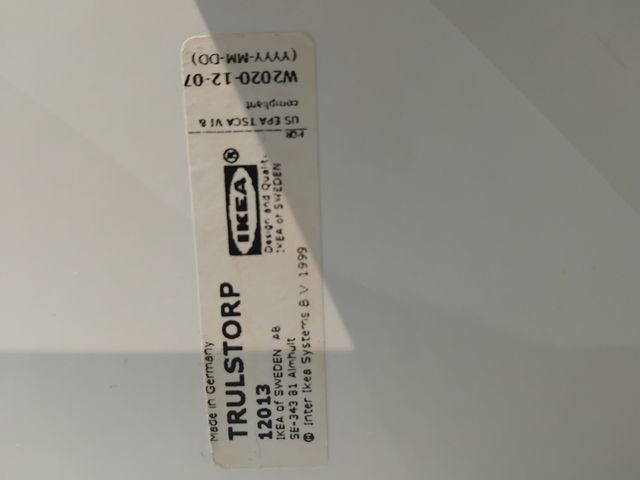 Made in Germany
TRULSTORP
12013
IKEA of SWEDEN AB
SE-343 81 Almhult
© Inter Ikea Systems B.V 1999
IKEA®
Design and Quality
IKEA of SWEDEN
FOR
US EPA TSCA VI &
compliant
W2020-12-07
(YYYY-MM-DD)